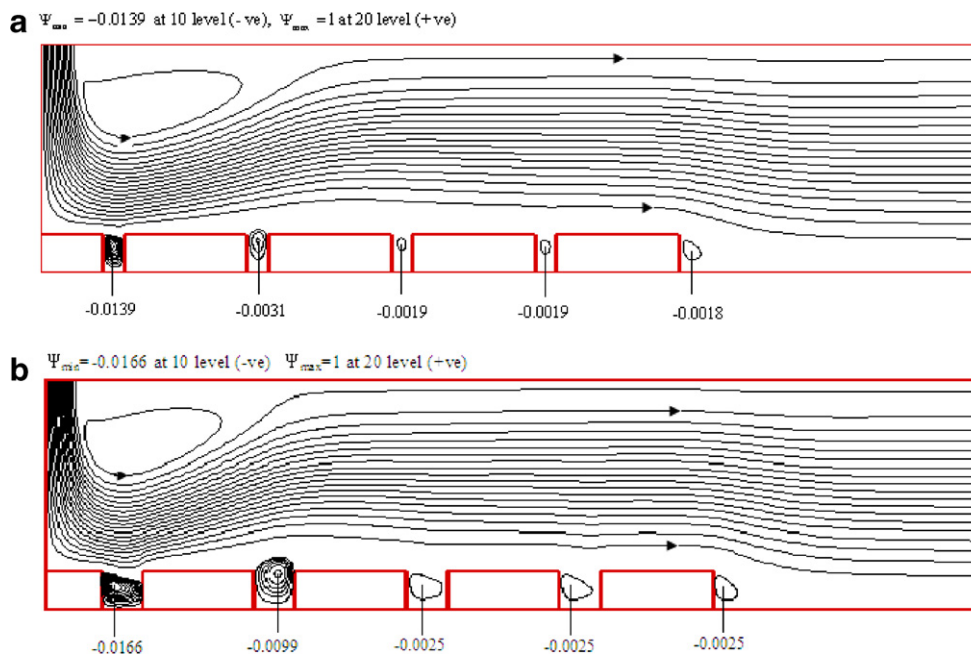 a Ψmin = -0.0139 at 10 level (-ve), Ψmax = 1 at 20 level (+ve)
-0.0139 -0.0031 -0.0019 -0.0019 -0.0018
b Ψmin=-0.0166 at 10 level (-ve) Ψmax=1 at 20 level (+ve)
-0.0166 -0.0099 -0.0025 -0.0025 -0.0025